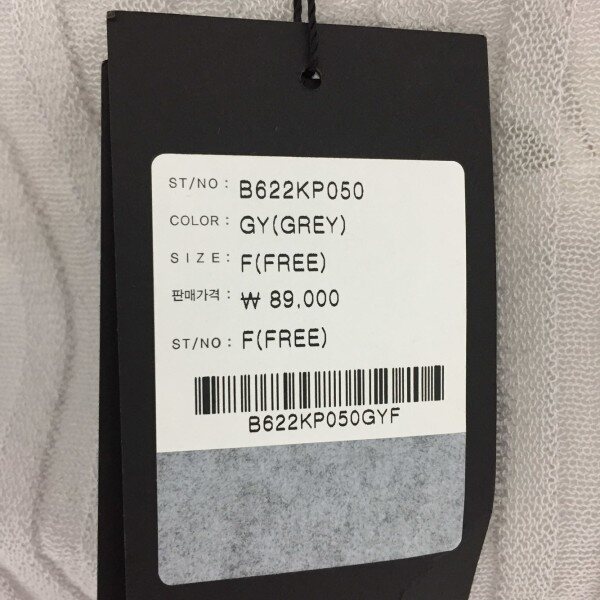 ST/NO : B622KP050
COLOR : GY(GREY)
SIZE : F(FREE)
판매가격 : ₩ 89,000
ST/NO : F(FREE)
B622KP050GYF